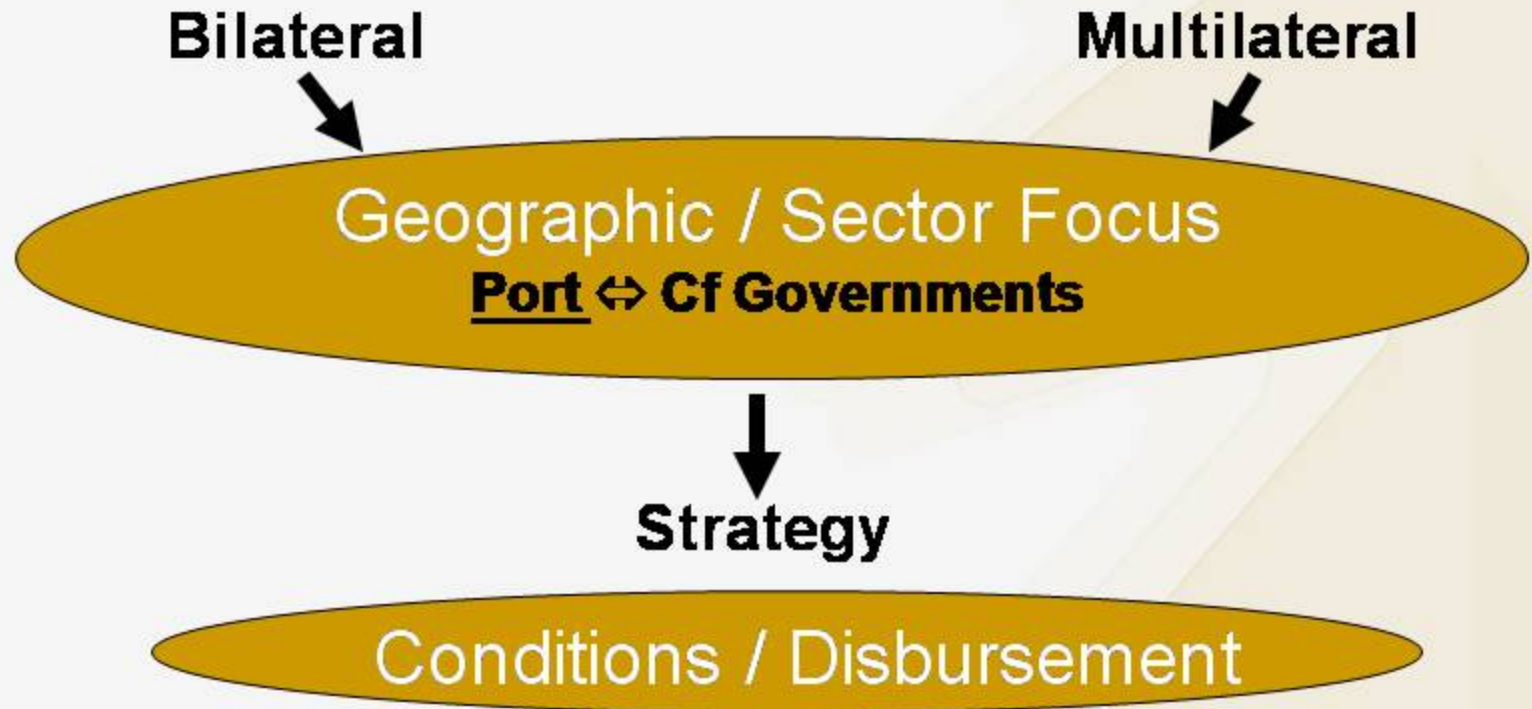 Bilateral Multilateral
Geographic / Sector Focus
Port ⇔ Cf Governments
Strategy
Conditions / Disbursement